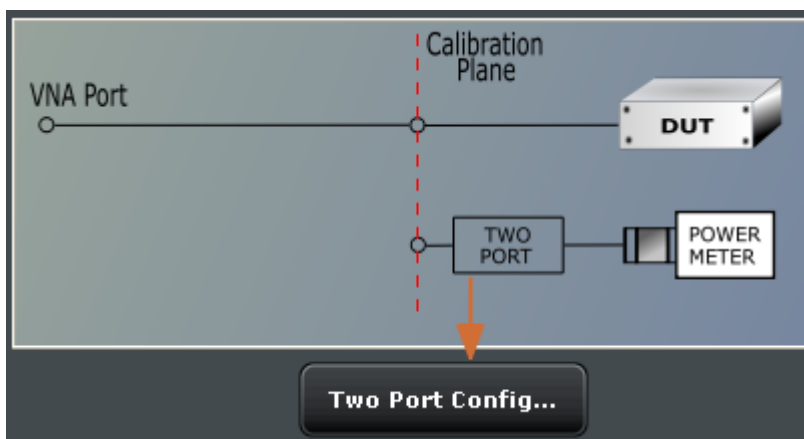 Calibration
Plane
VNA Port
DUT
TWO
PORT
POWER
METER
Two Port Config...